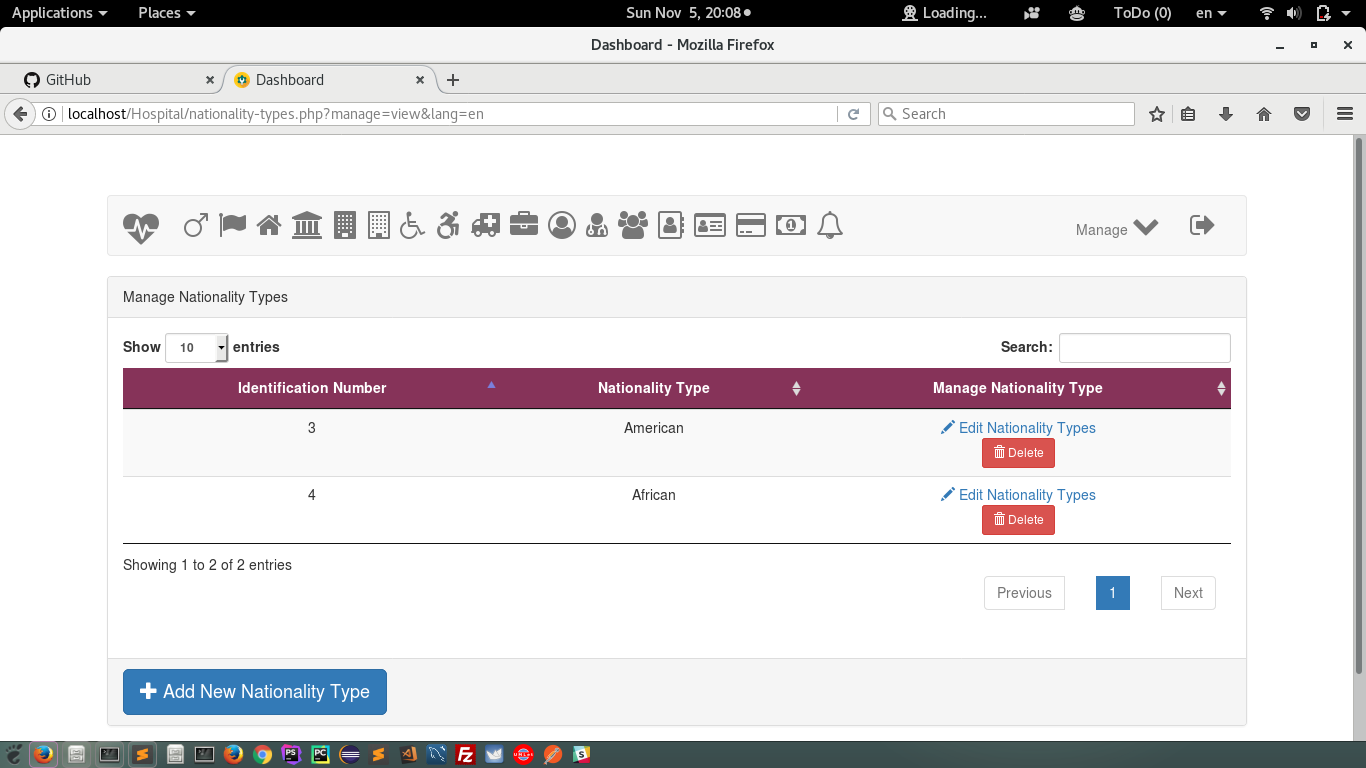 Applications Places Sun Nov 5, 20:08 Loading... ToDo (0) en
Dashboard - Mozilla Firefox
GitHub Dashboard
localhost/Hospital/nationality-types.php?manage=view&lang=en Search
Manage
Manage Nationality Types
Show 10 entries Search:
Identification Number Nationality Type Manage Nationality Type
3 American Edit Nationality Types
Delete
4 African Edit Nationality Types
Delete
Showing 1 to 2 of 2 entries
Previous 1 Next
Add New Nationality Type